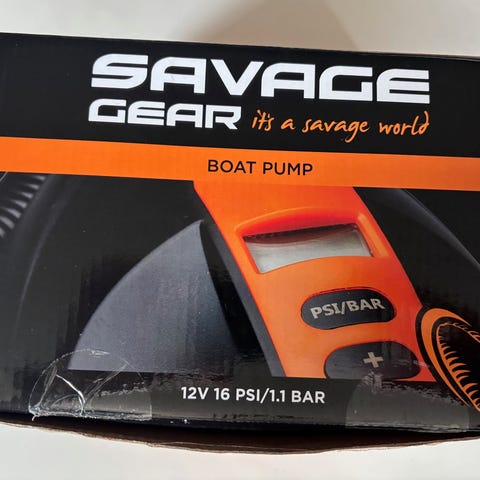 SAVAGE
GEAR it's a savage world
BOAT PUMP
PSI/BAR
+
12V 16 PSI/1.1 BAR